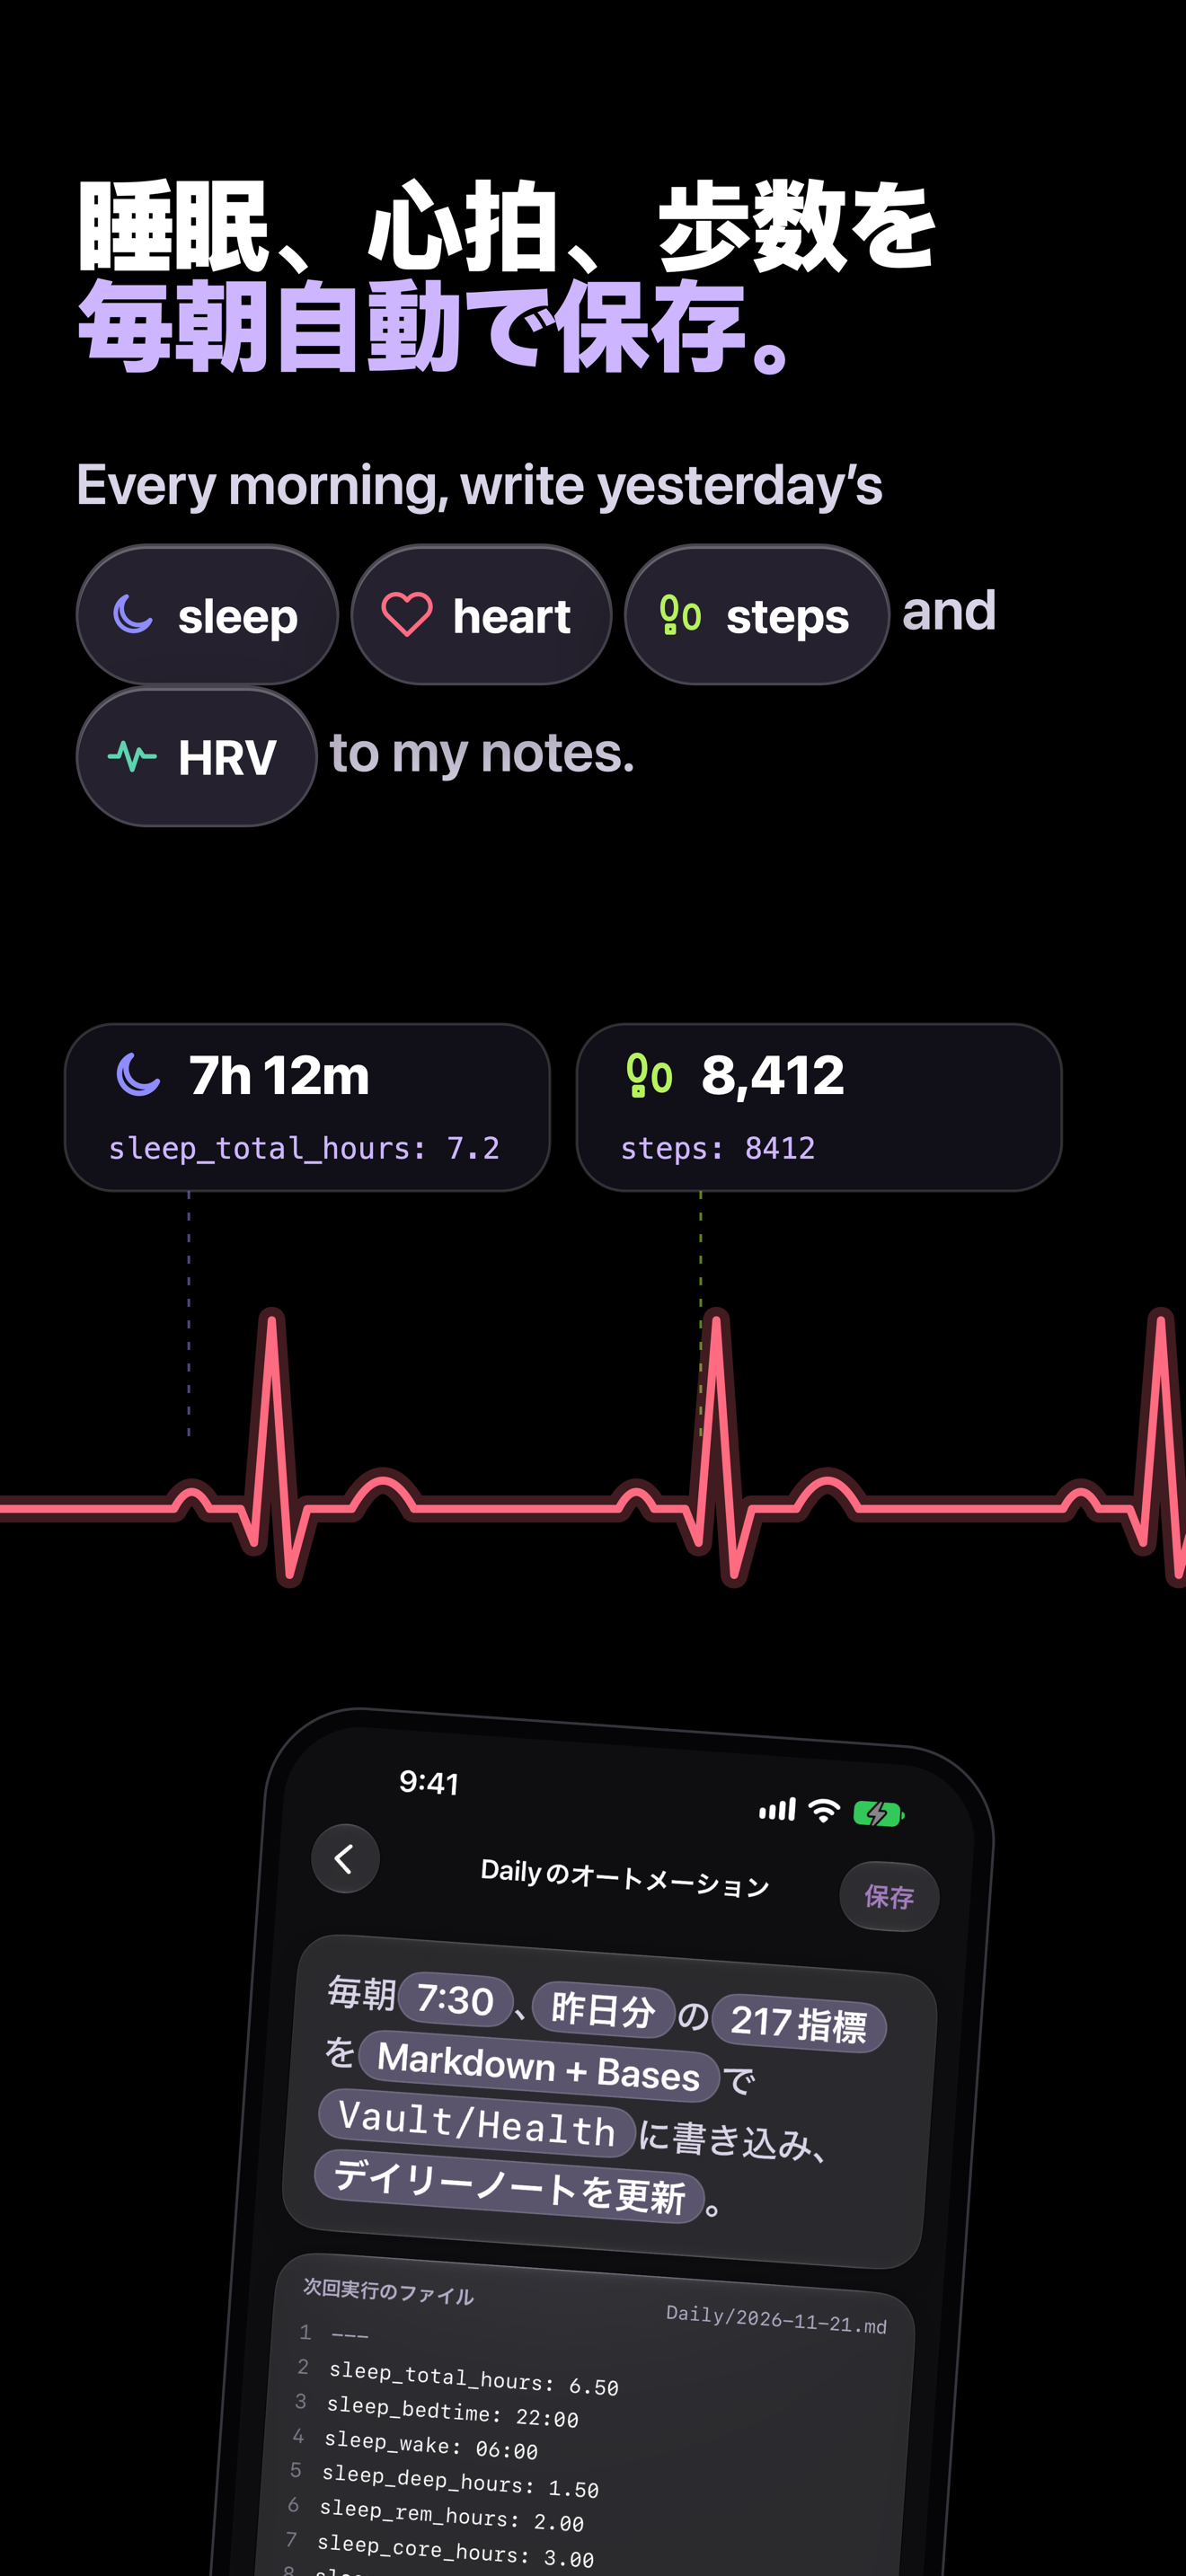 睡眠、心拍、歩数を
毎朝自動で保存。
Every morning, write yesterday’s
sleep heart steps and
HRV to my notes.
7h 12m
sleep_total_hours: 7.2
8,412
steps: 8412
9:41
Dailyのオートメーション
保存
毎朝 7:30、昨日分の217指標
を Markdown + Bases で
Vault/Health に書き込み、
デイリーノートを更新。
次回実行のファイル
Daily/2026-11-21.md
1 ---
2 sleep_total_hours: 6.50
3 sleep_bedtime: 22:00
4 sleep_wake: 06:00
5 sleep_deep_hours: 1.50
6 sleep_rem_hours: 2.00
7 sleep_core_hours: 3.00
8